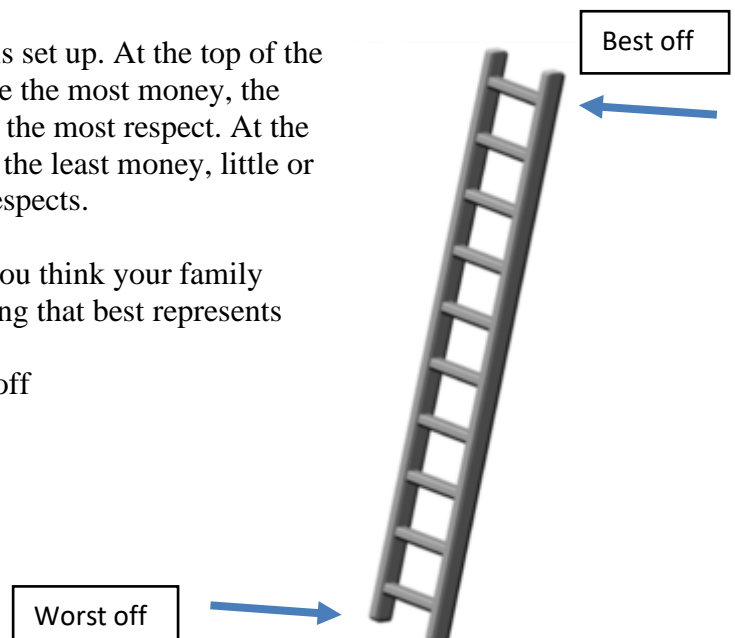 Best off
s set up. At the top of the
e the most money, the
the most respect. At the
the least money, little or
espects.
ou think your family
ng that best represents
off
Worst off